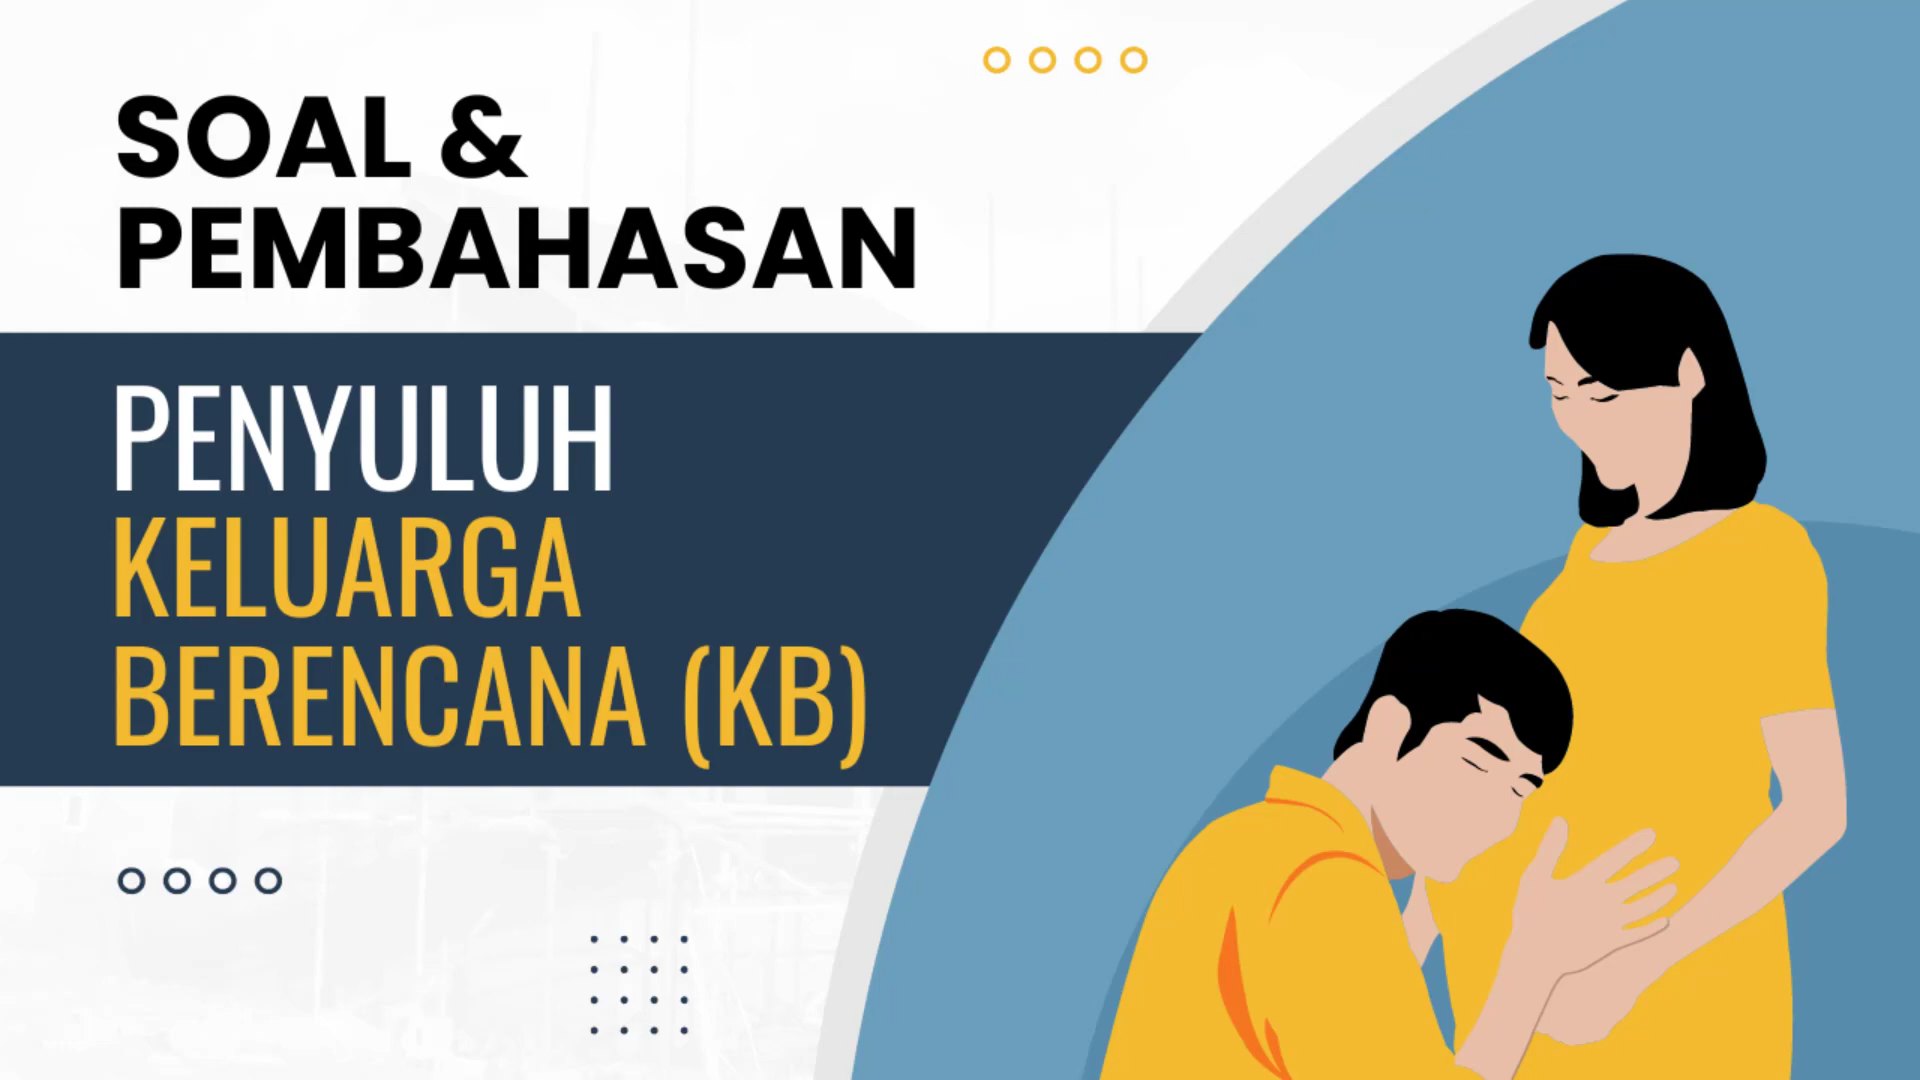 SOAL &
PEMBAHASAN
PENYULUH
KELUARGA
BERENCANA (KB)